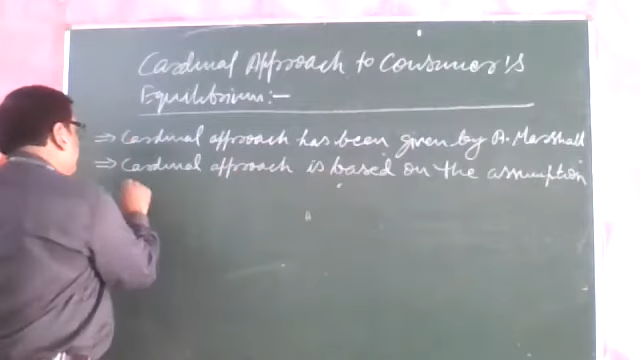 Cardinal Approach to Consumer's
Equilibrium:-
⇒ Cardinal approach has been given by A. Marshall
⇒ Cardinal approach is based on the assumption